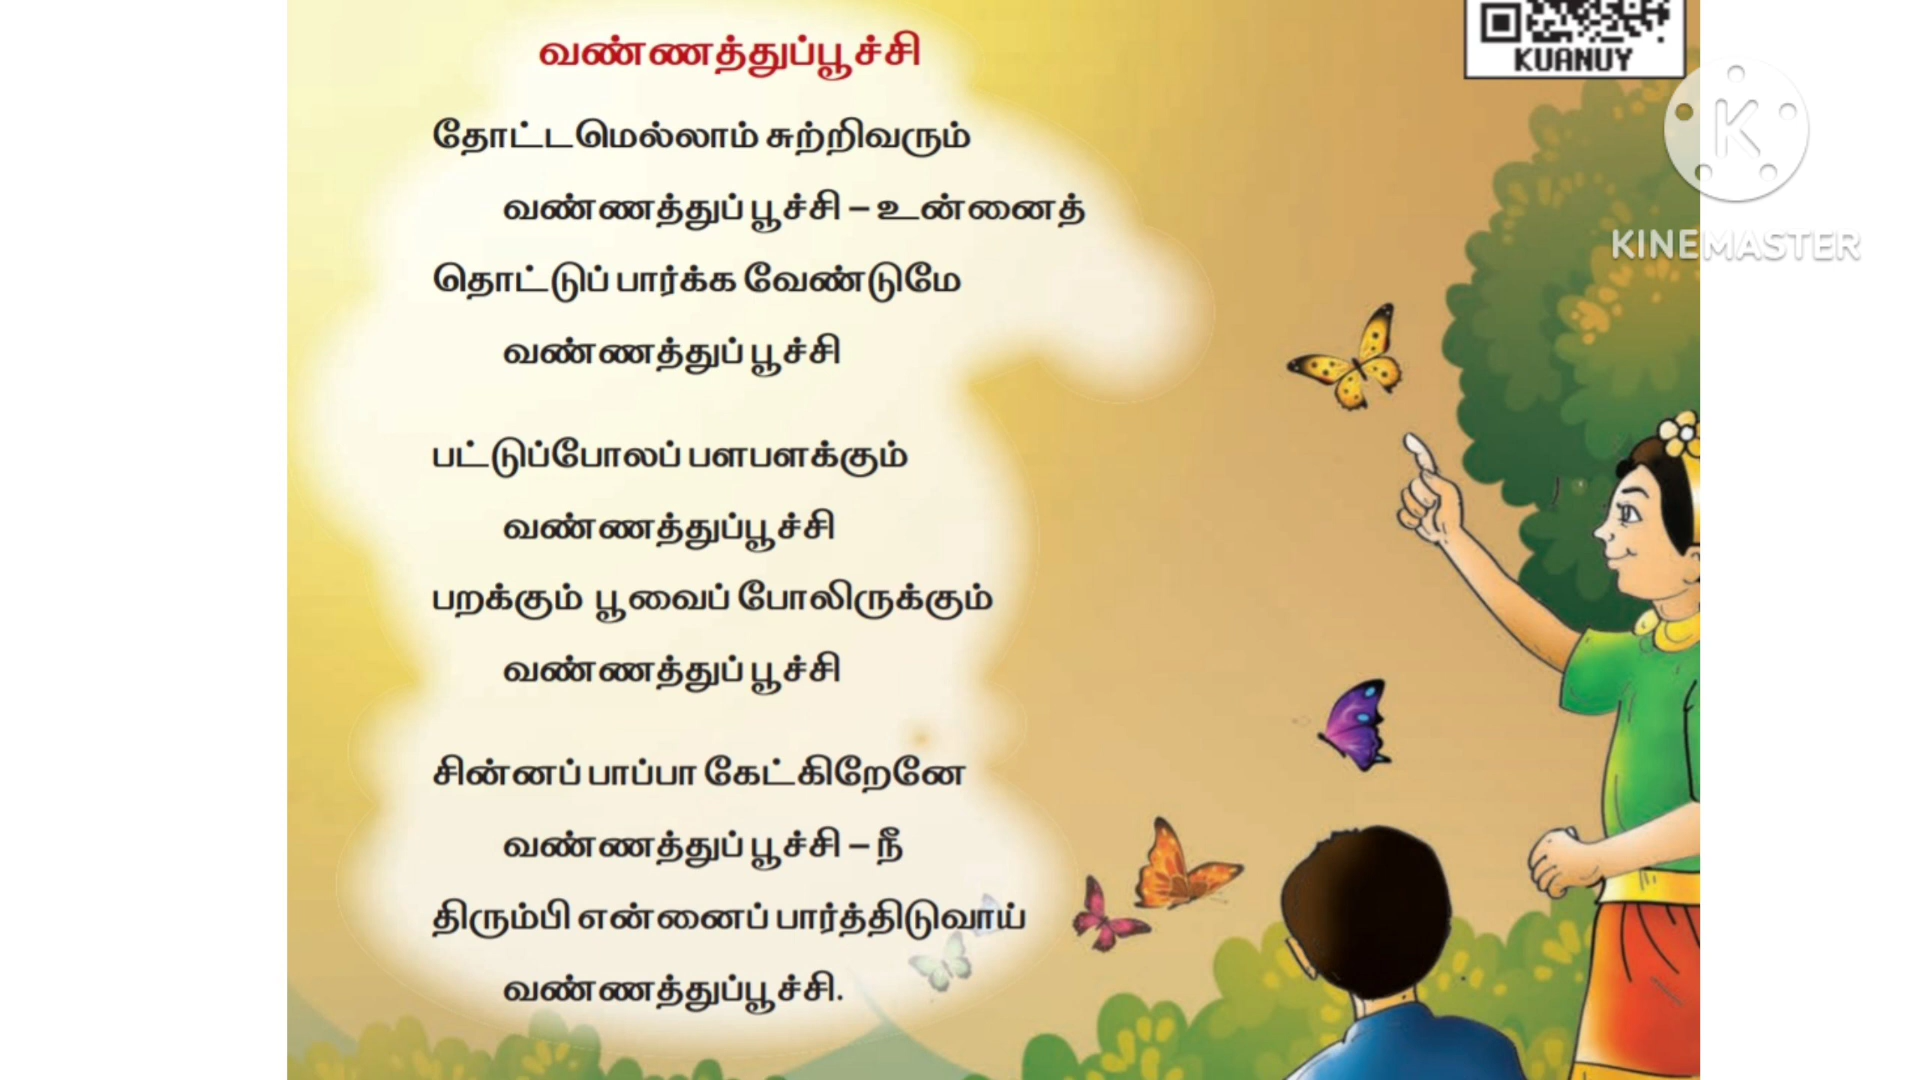 வண்ணத்துப்பூச்சி
தோட்டமெல்லாம் சுற்றிவரும்
வண்ணத்துப் பூச்சி – உன்னைத்
தொட்டுப் பார்க்க வேண்டுமே
வண்ணத்துப் பூச்சி
பட்டுப்போலப் பளபளக்கும்
வண்ணத்துப்பூச்சி
பறக்கும் பூவைப் போலிருக்கும்
வண்ணத்துப் பூச்சி
சின்னப் பாப்பா கேட்கிறேனே
வண்ணத்துப் பூச்சி – நீ
திரும்பி என்னைப் பார்த்திடுவாய்
வண்ணத்துப்பூச்சி.
KUANUY
K
KINEMASTER